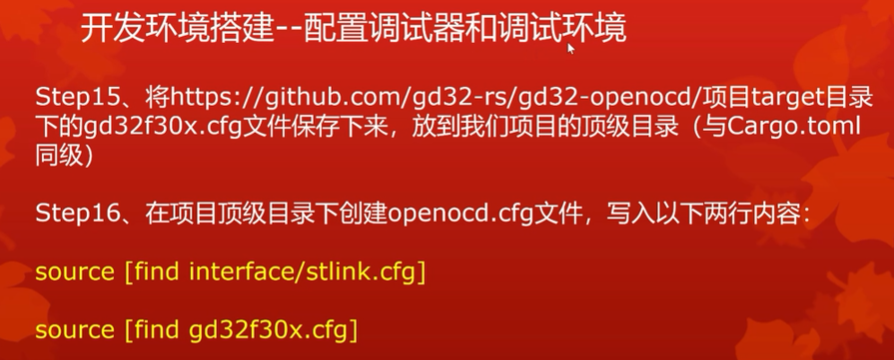 开发环境搭建--配置调试器和调试环境
Step15、将https://github.com/gd32-rs/gd32-openocd/项目target目录
下的gd32f30x.cfg文件保存下来，放到我们项目的顶级目录（与Cargo.toml
同级）
Step16、在项目顶级目录下创建openocd.cfg文件，写入以下两行内容：
source [find interface/stlink.cfg]
source [find gd32f30x.cfg]